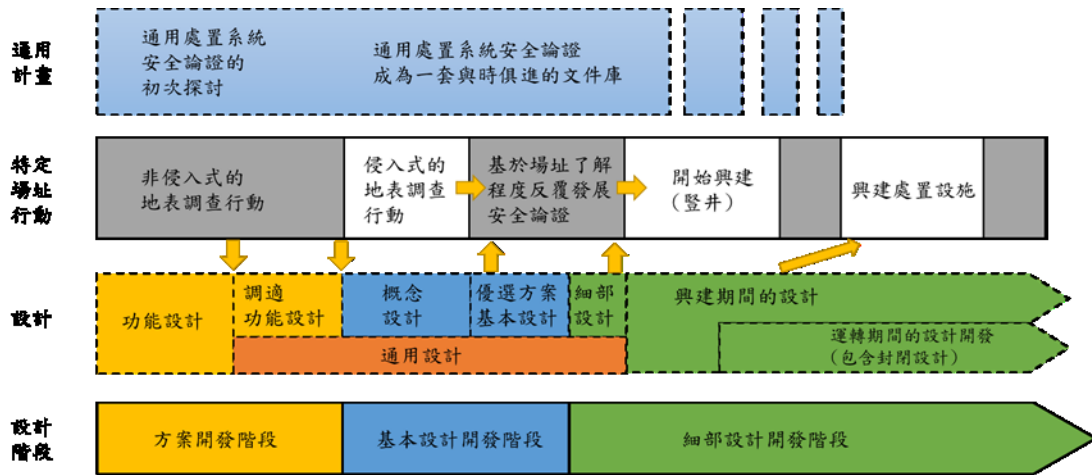 通用
計畫
通用處置系統
安全論證的
初次探討
通用處置系統安全論證
成為一套與時俱進的文件庫
特定
場址
行動
非侵入式的
地表調查行動
侵入式的
地表調查
行動
基於場址了解
程度反覆發展
安全論證
開始興建
(豎井)
興建處置設施
設計
功能設計
調適
功能設計
概念
設計
優選方案
基本設計
細部
設計
興建期間的設計
通用設計
運轉期間的設計開發
(包含封閉設計)
設計
階段
方案開發階段
基本設計開發階段
細部設計開發階段